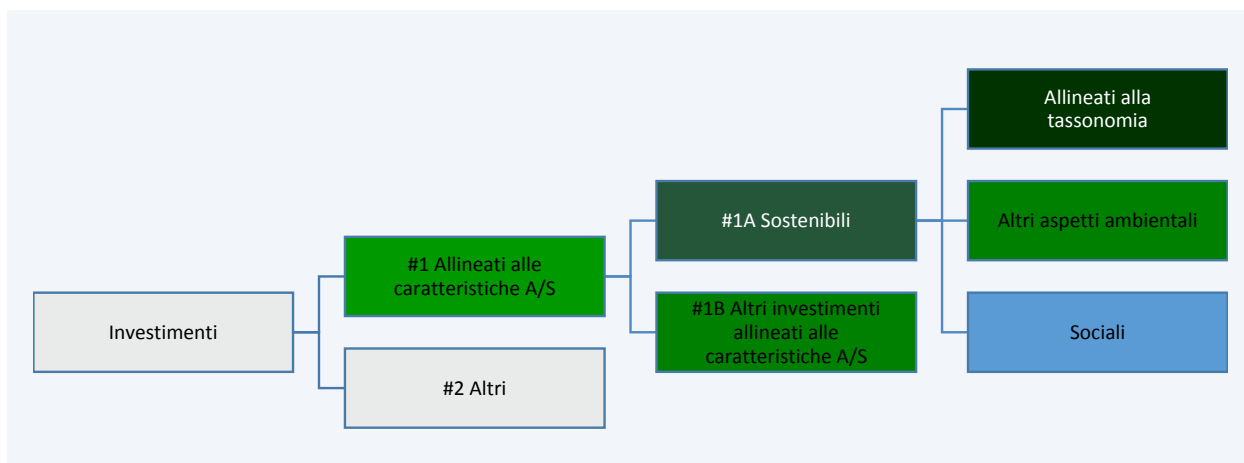 Investimenti
#1 Allineati alle
caratteristiche A/S
#2 Altri
#1A Sostenibili
#1B Altri investimenti
allineati alle
caratteristiche A/S
Allineati alla
tassonomia
Altri aspetti ambientali
Sociali